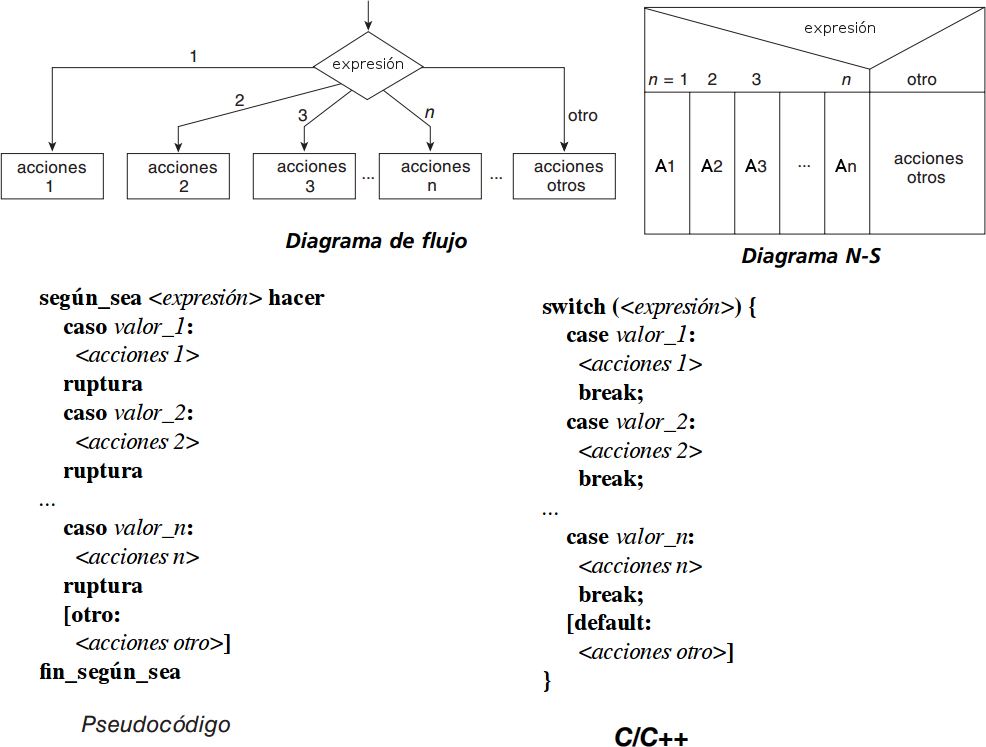 expresión
1
2
3
n
otro
acciones
1
acciones
2
acciones
3
...
acciones
n
...
acciones
otros
Diagrama de flujo
expresión
n = 1 2 3 n otro
A1 A2 A3 ... An
acciones
otros
Diagrama N-S
según_sea <expresión> hacer
caso valor_1:
<acciones 1>
ruptura
caso valor_2:
<acciones 2>
ruptura
...
caso valor_n:
<acciones n>
ruptura
[otro:
<acciones otro>]
fin_según_sea
Pseudocódigo
switch (<expresión>) {
case valor_1:
<acciones 1>
break;
case valor_2:
<acciones 2>
break;
...
case valor_n:
<acciones n>
break;
[default:
<acciones otro>]
}
C/C++